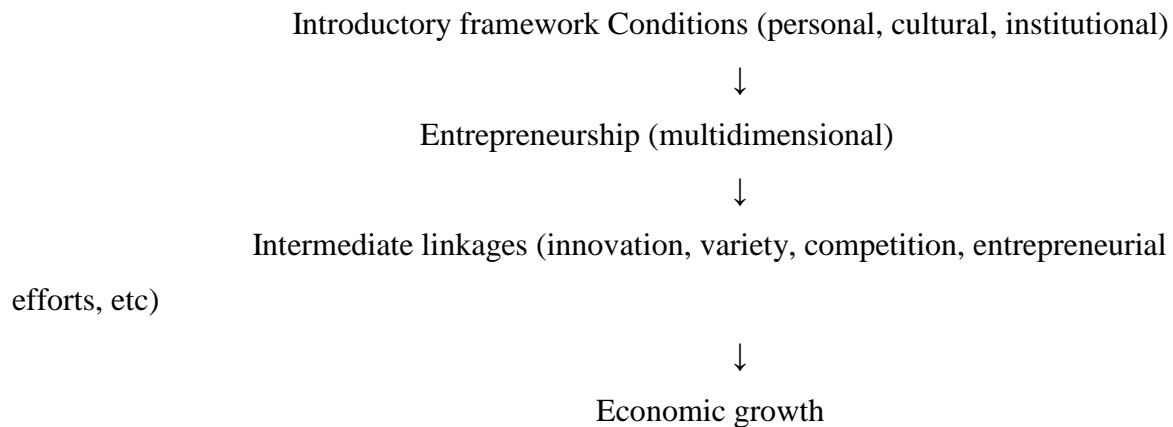 Introductory framework Conditions (personal, cultural, institutional)
↓
Entrepreneurship (multidimensional)
↓
Intermediate linkages (innovation, variety, competition, entrepreneurial
efforts, etc)
↓
Economic growth